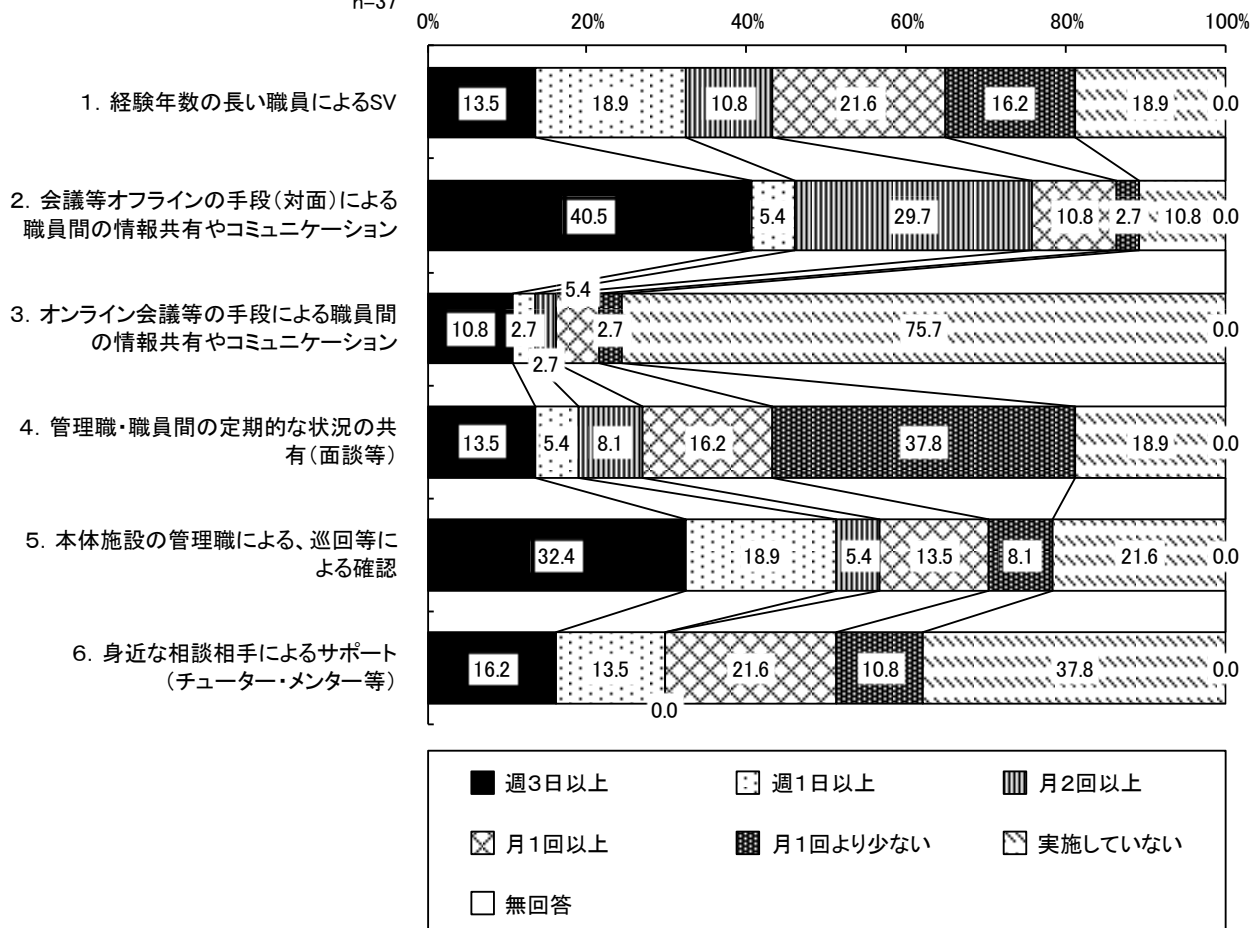 n=37
0%
20%
40%
60%
80%
100%
1．経験年数の長い職員によるSV
13.5
18.9
10.8
21.6
16.2
18.9
0.0
2．会議等オフラインの手段（対面）による
職員間の情報共有やコミュニケーション
40.5
5.4
29.7
10.8
2.7
10.8
0.0
3．オンライン会議等の手段による職員間
の情報共有やコミュニケーション
10.8
2.7
2.7
5.4
2.7
75.7
0.0
4．管理職・職員間の定期的な状況の共
有（面談等）
13.5
5.4
8.1
16.2
37.8
18.9
0.0
5．本体施設の管理職による、巡回等に
よる確認
32.4
18.9
5.4
13.5
8.1
21.6
0.0
6．身近な相談相手によるサポート
（チューター・メンター等）
16.2
13.5
0.0
21.6
10.8
37.8
0.0
週3日以上
週1日以上
月2回以上
月1回以上
月1回より少ない
実施していない
無回答